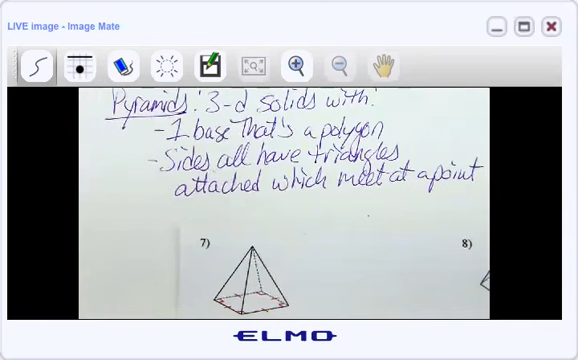 LIVE image - Image Mate
Pyramids: 3-d solids with:
- 1 base That's a polygon
- Sides all have triangles
attached which meet at a point
7)
8)
ELMO